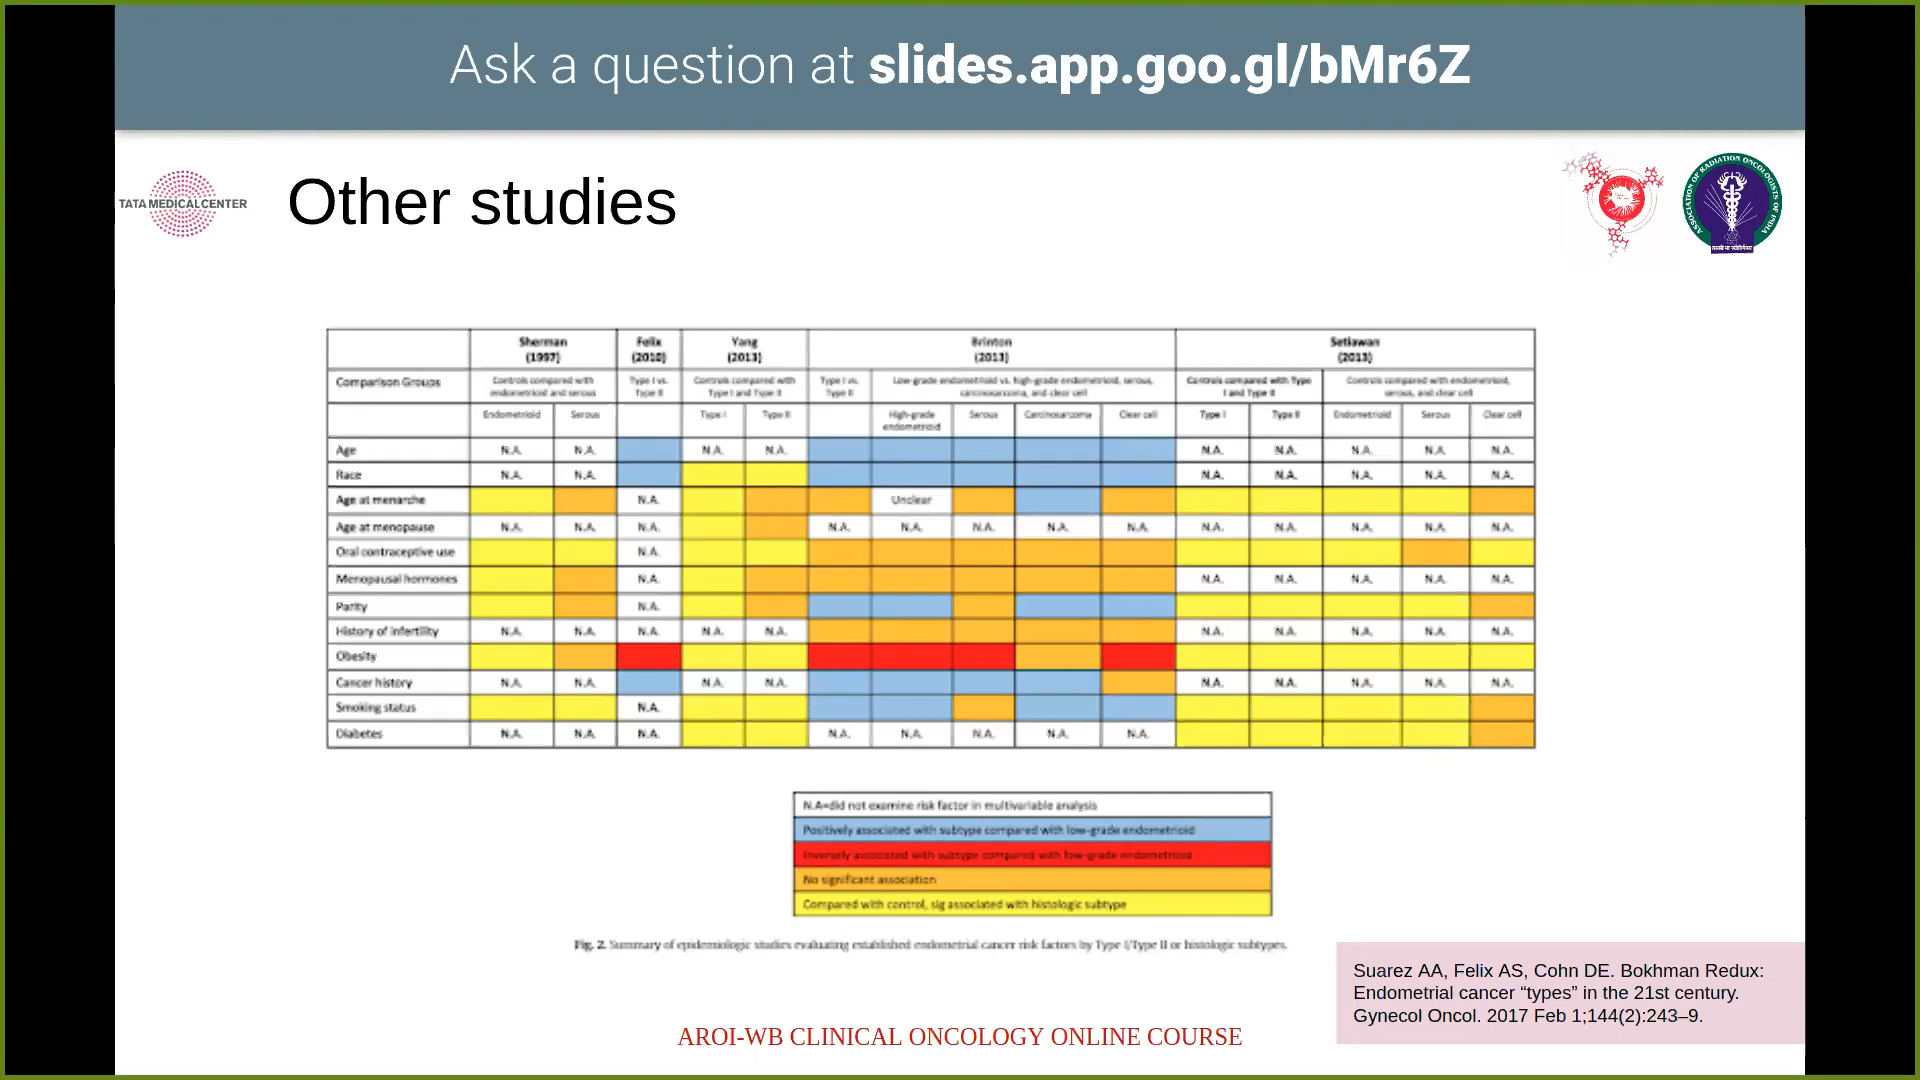 Ask a question at slides.app.goo.gl/bMr6Z
TATA MEDICAL CENTER
Other studies
ASSOCIATION OF RADIATION ONCOLOGISTS OF INDIA
Sherman (1997) Felix (2010) Yang (2013) Brinton (2013) Setiawan (2013)
Comparison Groups Controls compared with endometrioid and serous Type I vs. Type II Controls compared with Type I and Type II Type I vs. Type II Low-grade endometrioid vs. high-grade endometrioid, serous, carcinosarcoma, and clear cell Controls compared with Type I and Type II Controls compared with endometrioid, serous, and clear cell
Endometrioid Serous Type I Type II High-grade endometrioid Serous Carcinosarcoma Clear cell Type I Type II Endometrioid Serous Clear cell
Age N.A. N.A. N.A. N.A. N.A. N.A. N.A. N.A. N.A.
Race N.A. N.A. N.A. N.A. N.A. N.A. N.A.
Age at menarche N.A. Unclear
Age at menopause N.A. N.A. N.A. N.A. N.A. N.A. N.A. N.A. N.A. N.A. N.A. N.A. N.A.
Oral contraceptive use N.A.
Menopausal hormones N.A. N.A. N.A. N.A. N.A. N.A.
Parity N.A.
History of infertility N.A. N.A. N.A. N.A. N.A. N.A. N.A. N.A. N.A. N.A.
Obesity
Cancer history N.A. N.A. N.A. N.A. N.A. N.A. N.A. N.A. N.A.
Smoking status N.A.
Diabetes N.A. N.A. N.A. N.A. N.A. N.A. N.A. N.A.
N.A=did not examine risk factor in multivariable analysis
Positively associated with subtype compared with low-grade endometrioid
Inversely associated with subtype compared with low-grade endometrioid
No significant association
Compared with control, sig associated with histologic subtype
Fig. 2. Summary of epidemiologic studies evaluating established endometrial cancer risk factors by Type I/Type II or histologic subtypes.
Suarez AA, Felix AS, Cohn DE. Bokhman Redux:
Endometrial cancer “types” in the 21st century.
Gynecol Oncol. 2017 Feb 1;144(2):243–9.
AROI-WB CLINICAL ONCOLOGY ONLINE COURSE